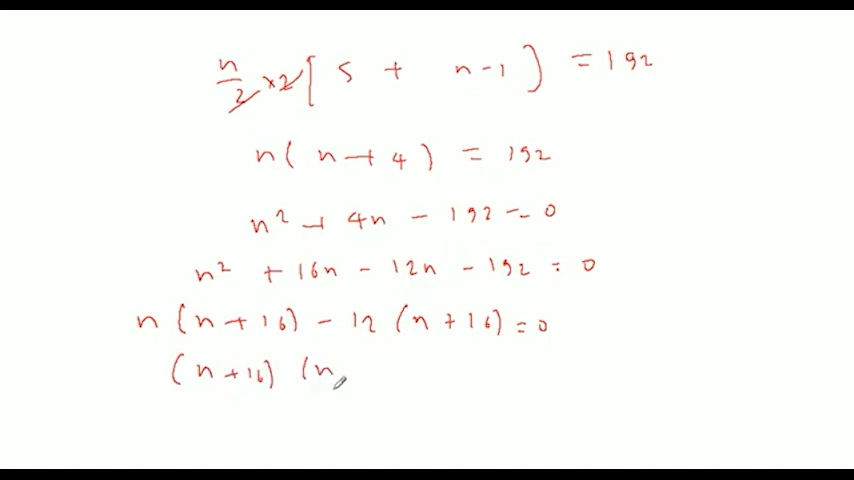 n/2 ×2 [ 5 + n-1 ] = 192
n ( n + 4 ) = 192
n² + 4n - 192 = 0
n² + 16n - 12n - 192 = 0
n (n + 16) - 12 (n + 16) = 0
(n + 16) (n